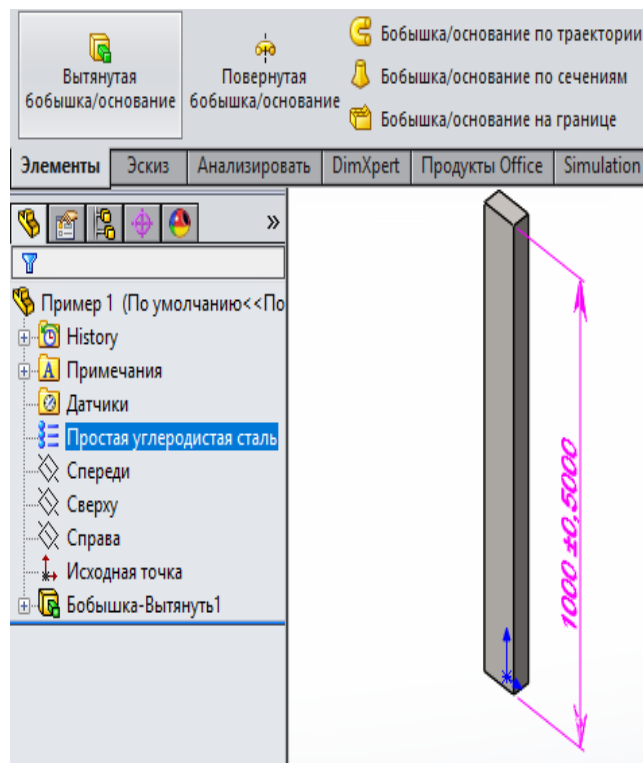 Вытянутая
бобышка/основание
Повернутая
бобышка/основание
Бобышка/основание по траектории
Бобышка/основание по сечениям
Бобышка/основание на границе
Элементы Эскиз Анализировать DimXpert Продукты Office Simulation
»
Пример 1 (По умолчанию<<По
History
A Примечания
Датчики
Простая углеродистая сталь
Спереди
Сверху
Справа
Исходная точка
Бобышка-Вытянуть1
1000 ±0,5000